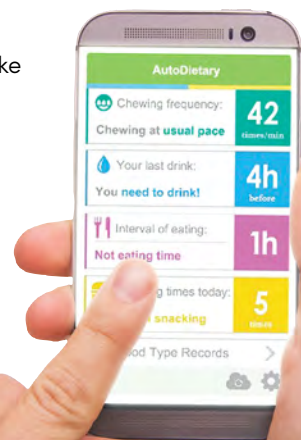 ke
AutoDietary
Chewing frequency:
Chewing at usual pace
42
times/min
Your last drink:
You need to drink!
4h
before
Interval of eating:
Not eating time
1h
times today:
snacking
5
times
Type Records